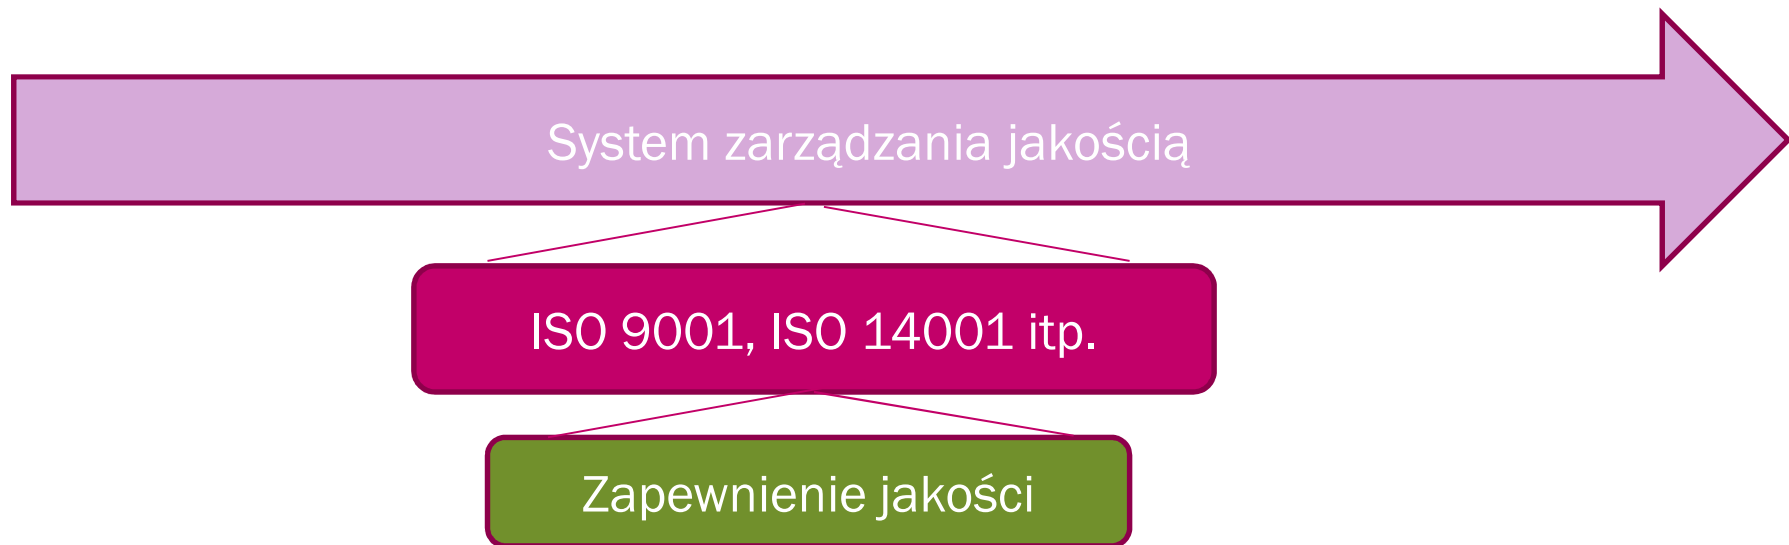 System zarządzania jakością
ISO 9001, ISO 14001 itp.
Zapewnienie jakości